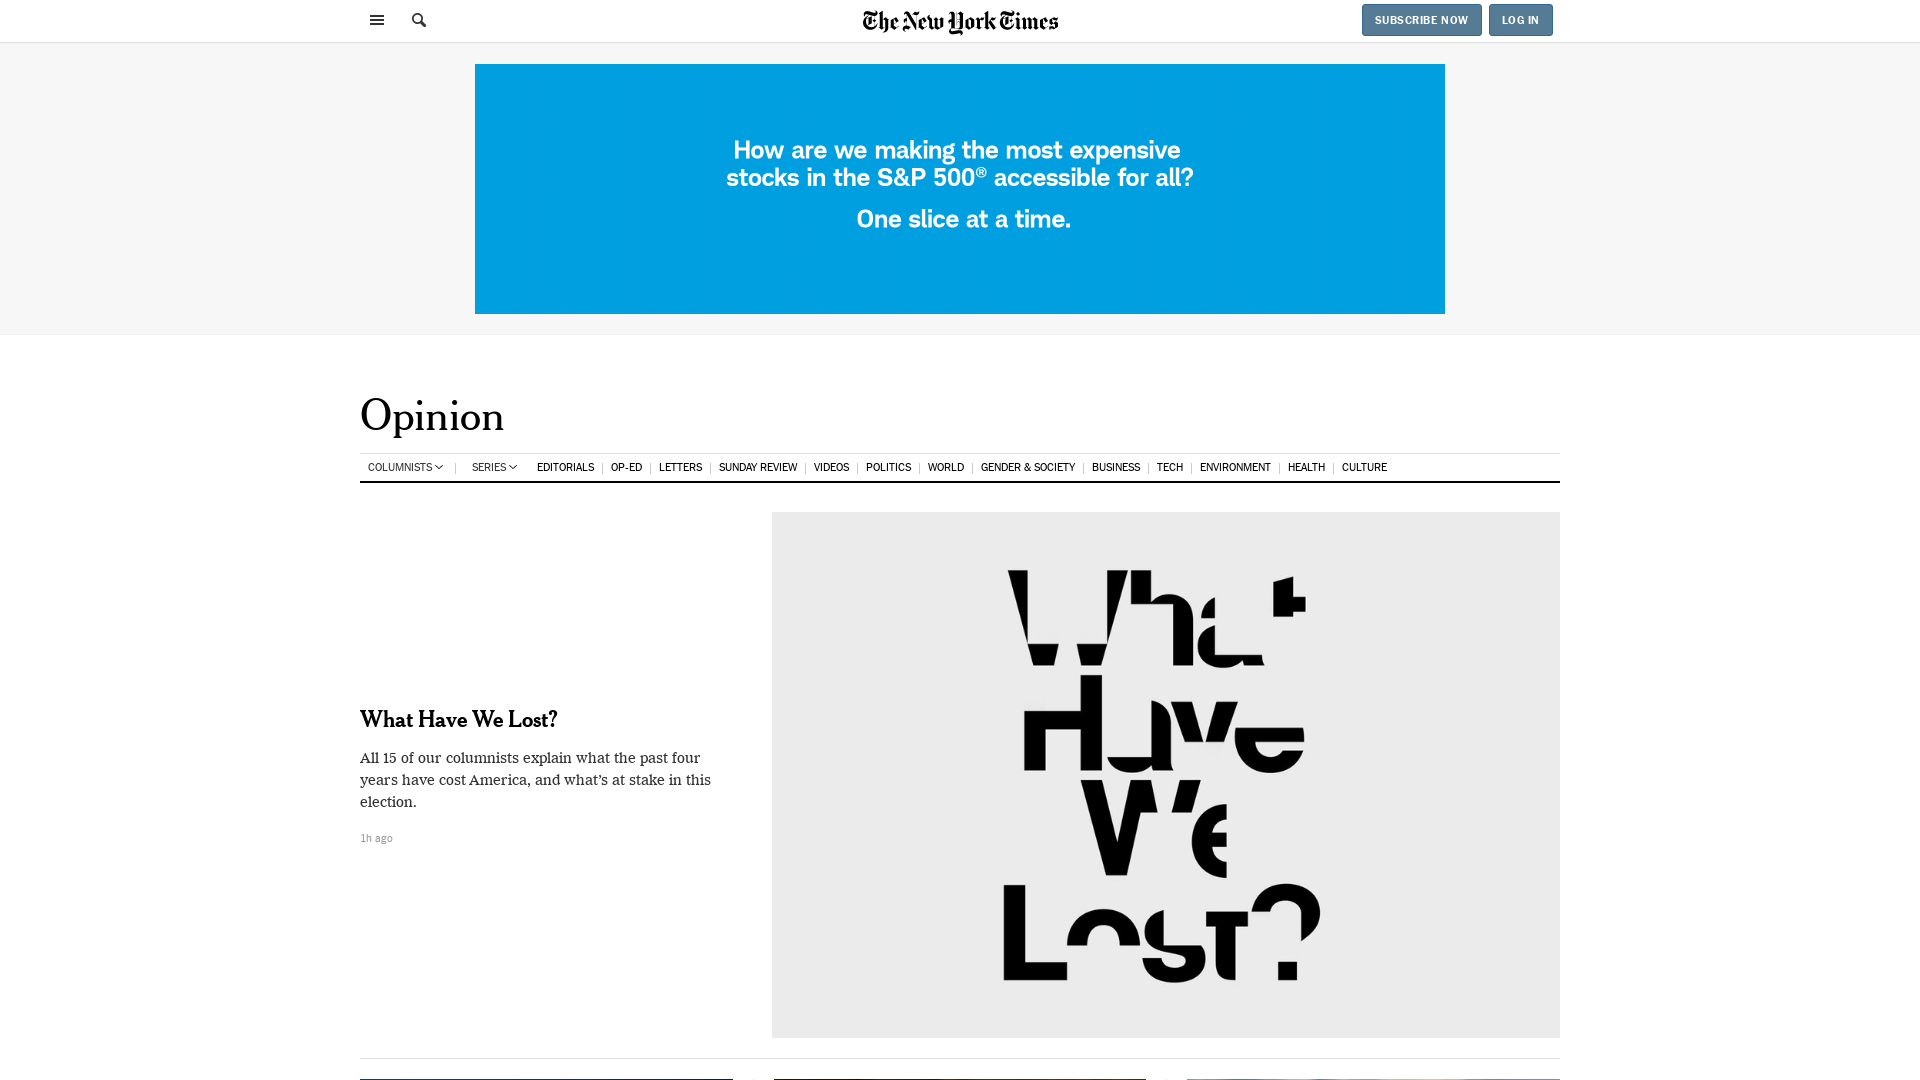 The New York Times
SUBSCRIBE NOW
LOG IN
How are we making the most expensive
stocks in the S&P 500® accessible for all?
One slice at a time.
Opinion
COLUMNISTS SERIES EDITORIALS OP-ED LETTERS SUNDAY REVIEW VIDEOS POLITICS WORLD GENDER & SOCIETY BUSINESS TECH ENVIRONMENT HEALTH CULTURE
What Have We Lost?
All 15 of our columnists explain what the past four
years have cost America, and what’s at stake in this
election.
1h ago
What
Have
We
Lost?